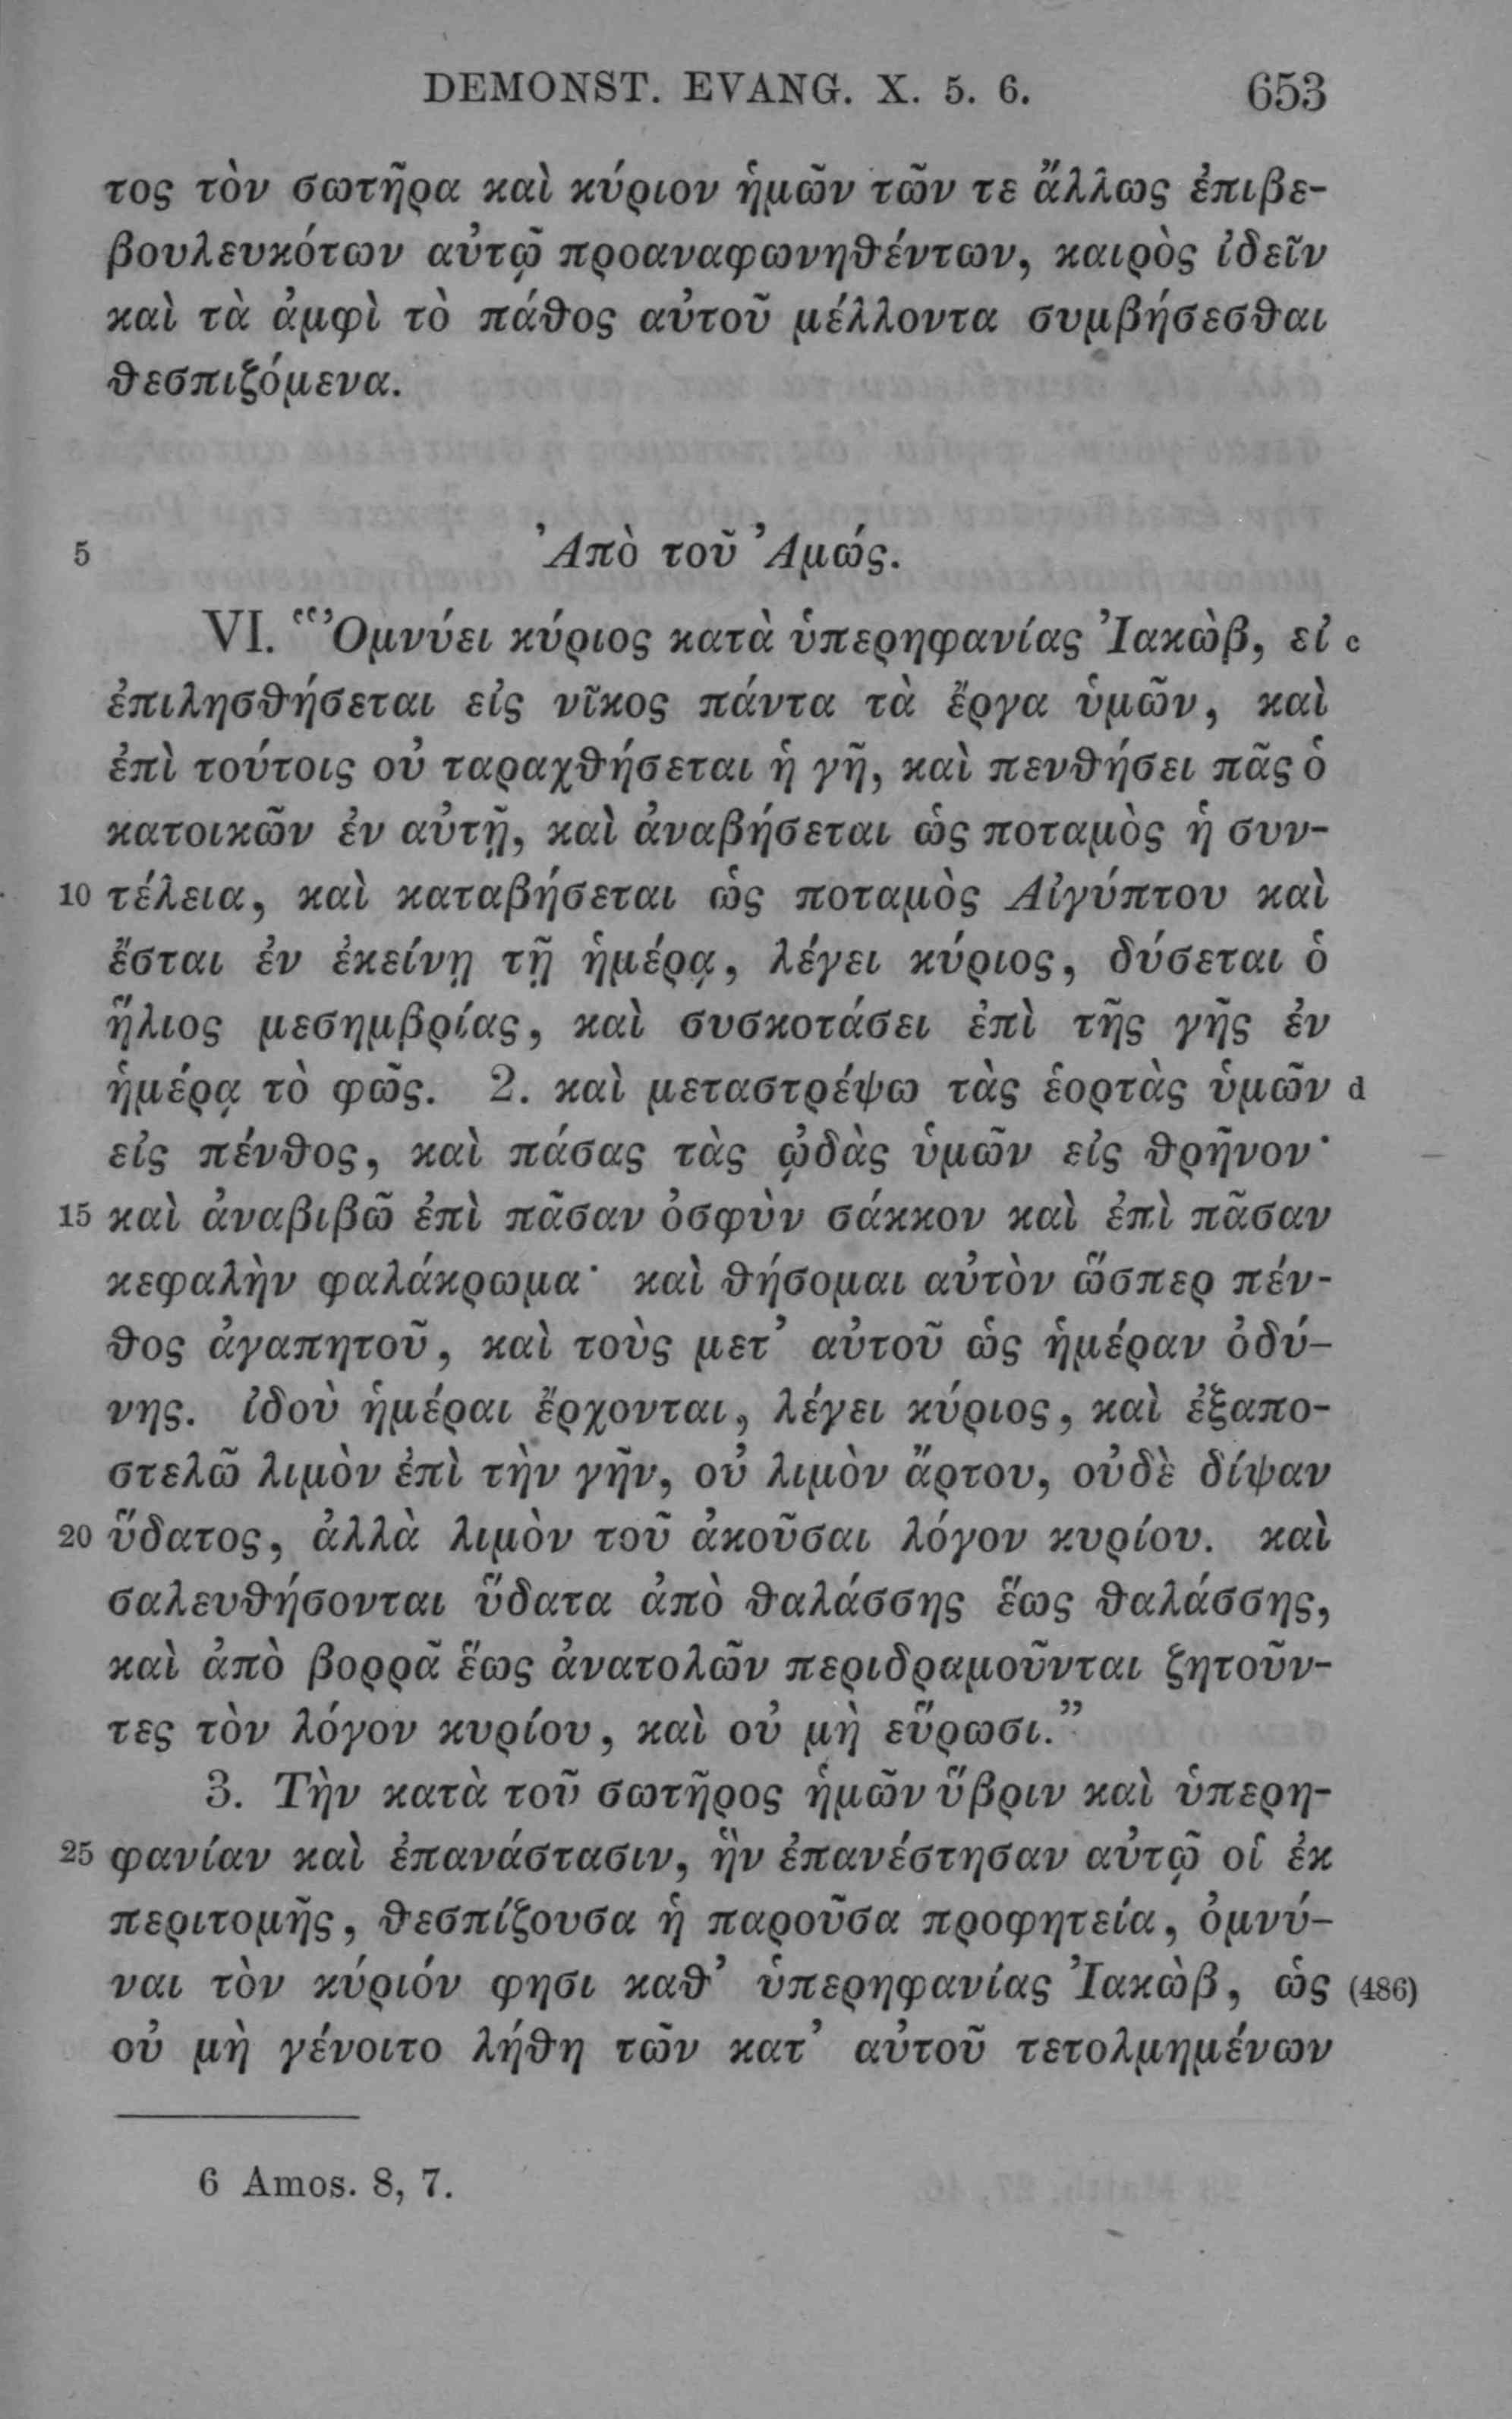 DEMONST. EVANG. X. 5. 6. 653
τος τὸν σωτῆρα καὶ κύριον ἡμῶν τῶν τε ἄλλως ἐπιβε-
βουλευκότων αὐτῷ προαναφωνηθέντων, καιρὸς ἰδεῖν
καὶ τὰ ἀμφὶ τὸ πάθος αὐτοῦ μέλλοντα συμβήσεσθαι
θεσπιζόμενα.
5 Ἀπὸ τοῦ Ἀμώς.
VI. “Ὀμνύει κύριος κατὰ ὑπερηφανίας Ἰακὼβ, εἰ c
ἐπιλησθήσεται εἰς νῖκος πάντα τὰ ἔργα ὑμῶν, καὶ
ἐπὶ τούτοις οὐ ταραχθήσεται ἡ γῆ, καὶ πενθήσει πᾶς ὁ
κατοικῶν ἐν αὐτῇ, καὶ ἀναβήσεται ὡς ποταμὸς ἡ συν-
10 τέλεια, καὶ καταβήσεται ὡς ποταμὸς Αἰγύπτου καὶ
ἔσται ἐν ἐκείνῃ τῇ ἡμέρᾳ, λέγει κύριος, δύσεται ὁ
ἥλιος μεσημβρίας, καὶ συσκοτάσει ἐπὶ τῆς γῆς ἐν
ἡμέρᾳ τὸ φῶς. 2. καὶ μεταστρέψω τὰς ἑορτὰς ὑμῶν d
εἰς πένθος, καὶ πάσας τὰς ᾠδὰς ὑμῶν εἰς θρῆνον·
15 καὶ ἀναβιβῶ ἐπὶ πᾶσαν ὀσφὺν σάκκον καὶ ἐπὶ πᾶσαν
κεφαλὴν φαλάκρωμα· καὶ θήσομαι αὐτὸν ὥσπερ πέν-
θος ἀγαπητοῦ, καὶ τοὺς μετ’ αὐτοῦ ὡς ἡμέραν ὀδύ-
νης. ἰδοὺ ἡμέραι ἔρχονται, λέγει κύριος, καὶ ἐξαπο-
στελῶ λιμὸν ἐπὶ τὴν γῆν, οὐ λιμὸν ἄρτου, οὐδὲ δίψαν
20 ὕδατος, ἀλλὰ λιμὸν τοῦ ἀκοῦσαι λόγον κυρίου. καὶ
σαλευθήσονται ὕδατα ἀπὸ θαλάσσης ἕως θαλάσσης,
καὶ ἀπὸ βορρᾶ ἕως ἀνατολῶν περιδραμοῦνται ζητοῦν-
τες τὸν λόγον κυρίου, καὶ οὐ μὴ εὕρωσι.”
3. Τὴν κατὰ τοῦ σωτῆρος ἡμῶν ὕβριν καὶ ὑπερη-
25 φανίαν καὶ ἐπανάστασιν, ἣν ἐπανέστησαν αὐτῷ οἱ ἐκ
περιτομῆς, θεσπίζουσα ἡ παροῦσα προφητεία, ὀμνύ-
ναι τὸν κύριόν φησι καθ’ ὑπερηφανίας Ἰακὼβ, ὡς (486)
οὐ μὴ γένοιτο λήθη τῶν κατ’ αὐτοῦ τετολμημένων
6 Amos. 8, 7.